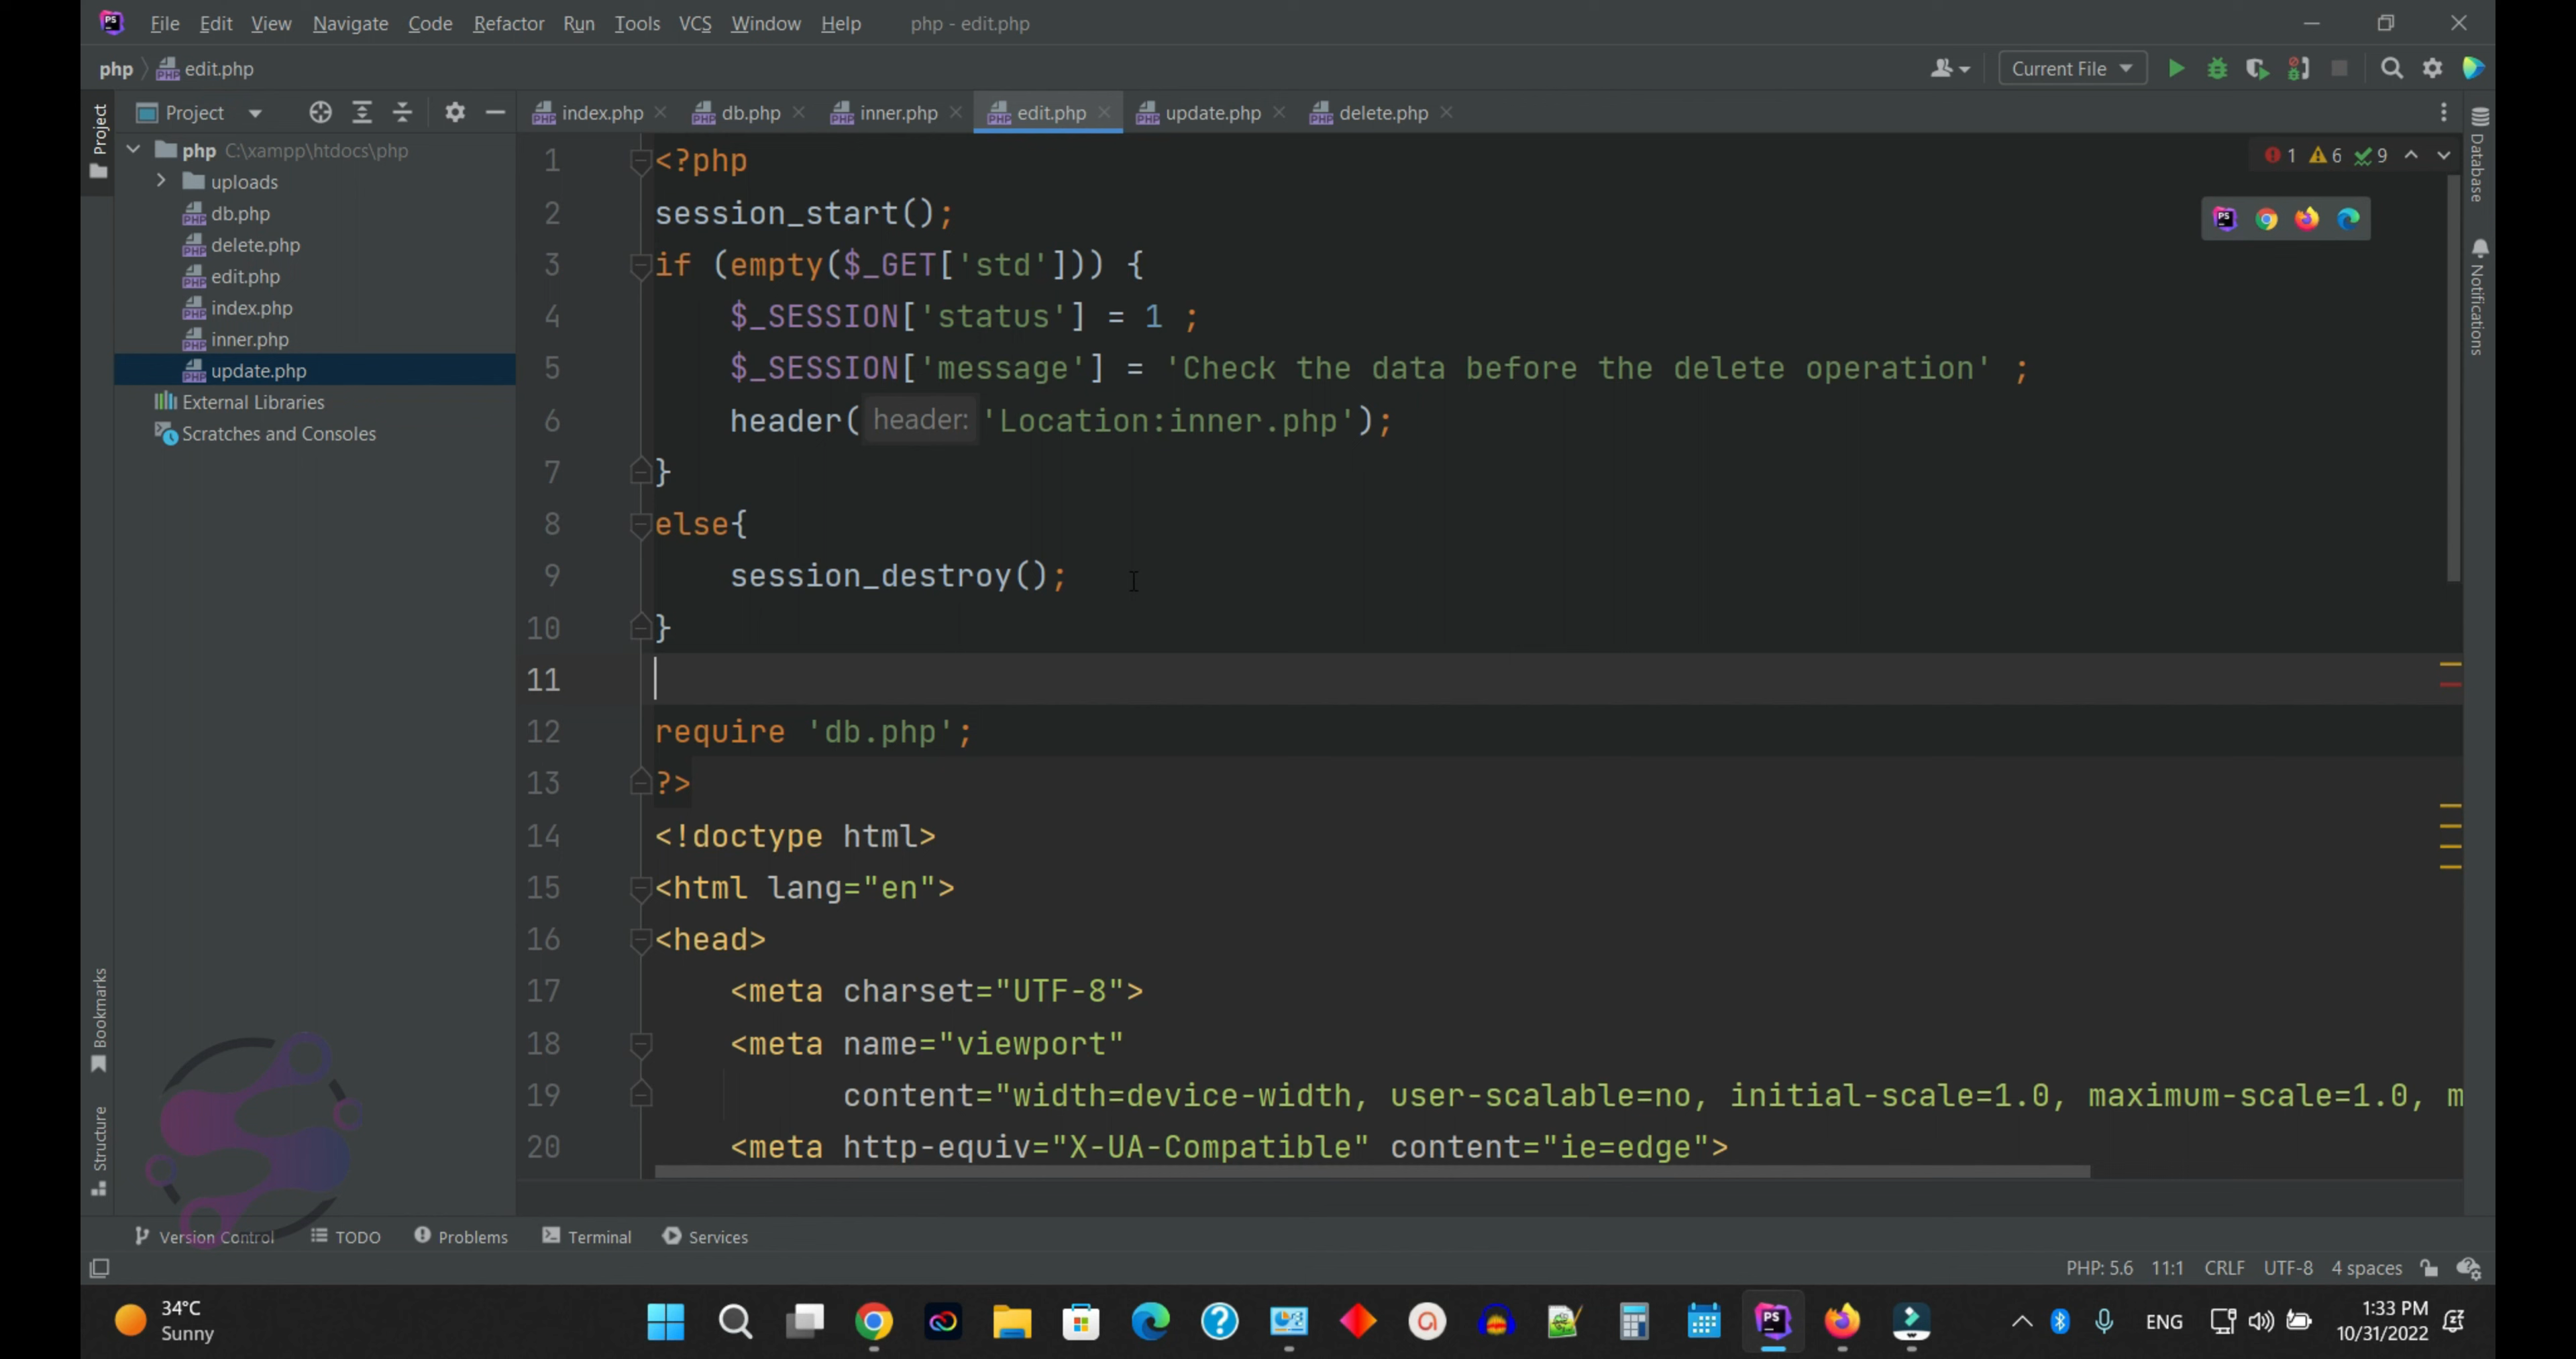 File Edit View Navigate Code Refactor Run Tools VCS Window Help php - edit.php
php edit.php Current File
Project index.php db.php inner.php edit.php update.php delete.php
Project
php C:\xampp\htdocs\php
uploads
db.php
delete.php
edit.php
index.php
inner.php
update.php
External Libraries
Scratches and Consoles
1 6 9
1 <?php
2 session_start();
3 if (empty($_GET['std'])) {
4 $_SESSION['status'] = 1 ;
5 $_SESSION['message'] = 'Check the data before the delete operation' ;
6 header( header: 'Location:inner.php');
7 }
8 else{
9 session_destroy();
10 }
11
12 require 'db.php';
13 ?>
14 <!doctype html>
15 <html lang="en">
16 <head>
17 <meta charset="UTF-8">
18 <meta name="viewport"
19 content="width=device-width, user-scalable=no, initial-scale=1.0, maximum-scale=1.0, m
20 <meta http-equiv="X-UA-Compatible" content="ie=edge">
Database
Notifications
Bookmarks
Structure
Version Control TODO Problems Terminal Services
PHP: 5.6 11:1 CRLF UTF-8 4 spaces
34°C
Sunny
ENG
1:33 PM
10/31/2022